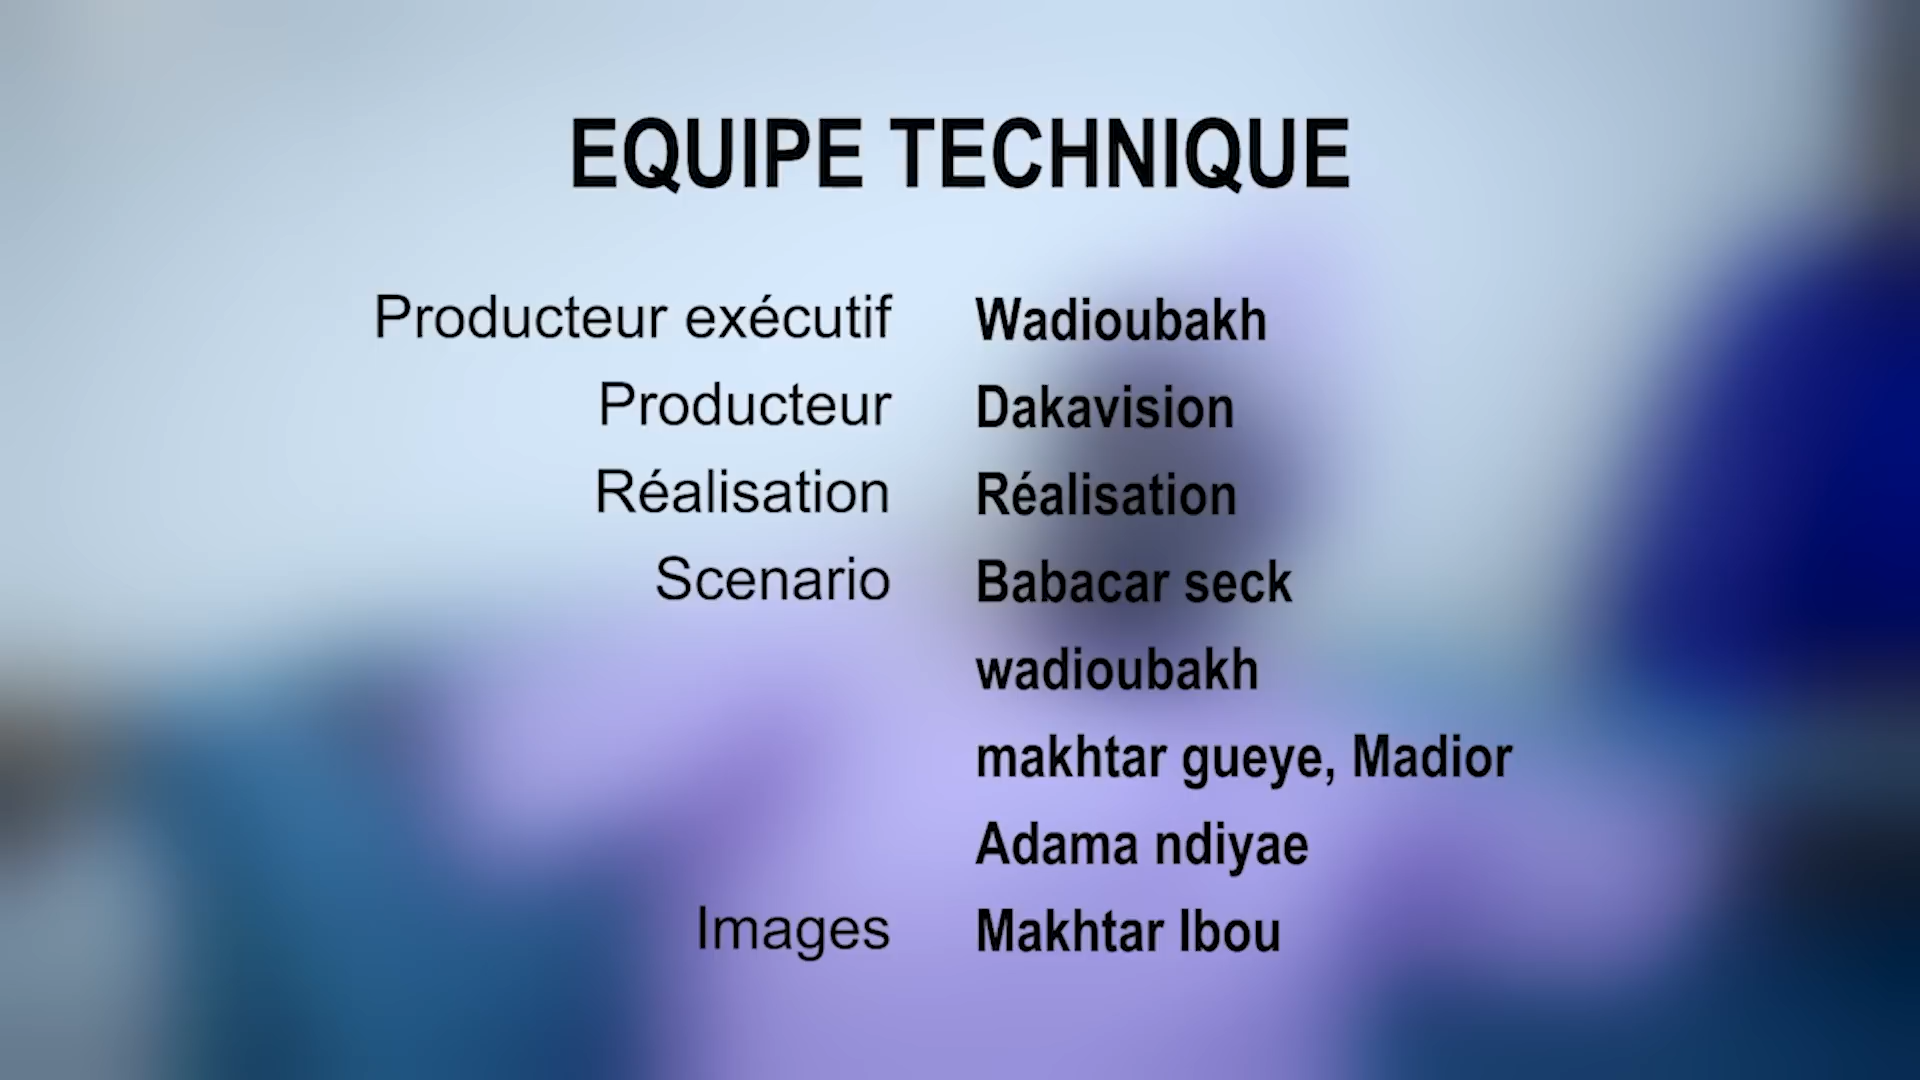 EQUIPE TECHNIQUE
Producteur exécutif Wadioubakh
Producteur Dakavision
Réalisation Réalisation
Scenario Babacar seck
wadioubakh
makhtar gueye, Madior
Adama ndiyae
Images Makhtar Ibou